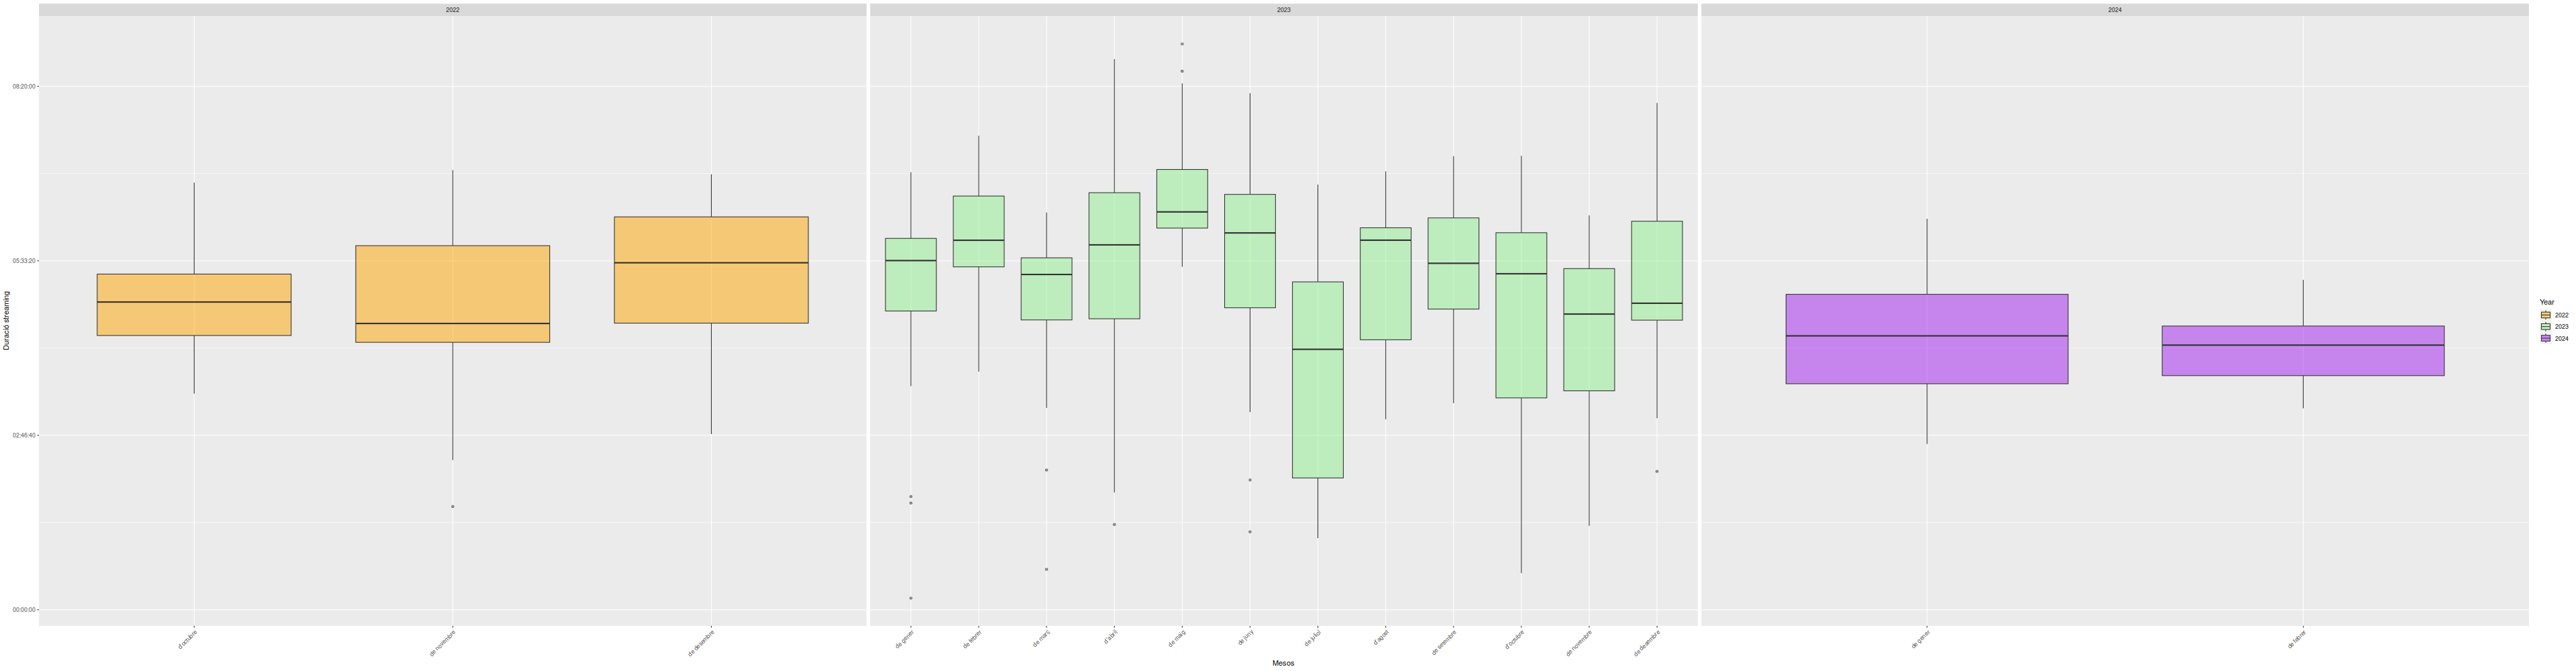 2022
2023
2024
08:20:00
05:33:20
02:46:40
00:00:00
Duració streaming
d'octubre
de novembre
de desembre
de gener
de febrer
de març
d'abril
de maig
de juny
de juliol
d'agost
de setembre
d'octubre
de novembre
de desembre
de gener
de febrer
Mesos
Year
2022
2023
2024